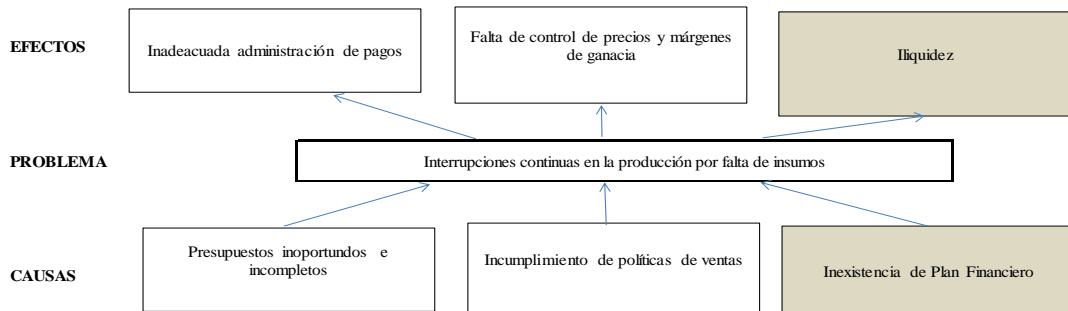 EFECTOS
Inadeacuada administración de pagos
Falta de control de precios y márgenes
de ganacia
Iliquidez
PROBLEMA
Interrupciones continuas en la producción por falta de insumos
CAUSAS
Presupuestos inoportundos e
incompletos
Incumplimiento de políticas de ventas
Inexistencia de Plan Financiero